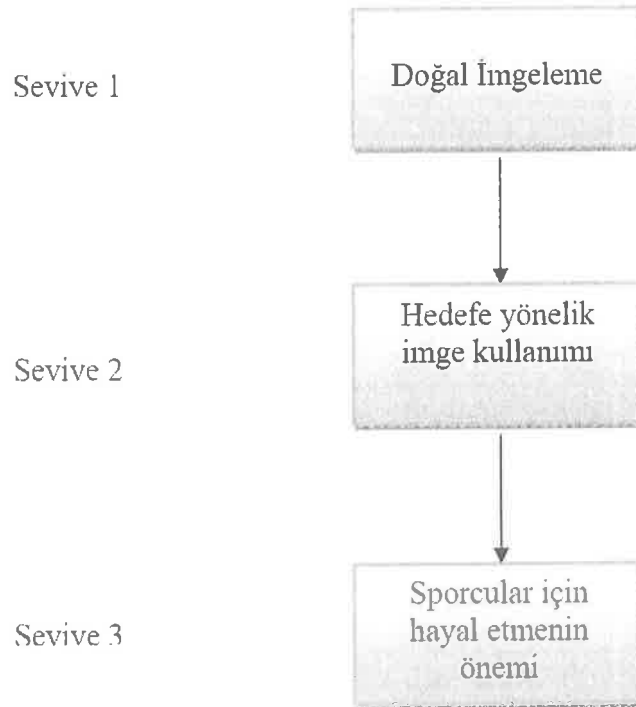 Seviye 1
Doğal İmgeleme
Hedefe yönelik
imge kullanımı
Seviye 2
Sporcular için
hayal etmenin
Seviye 3
önemi